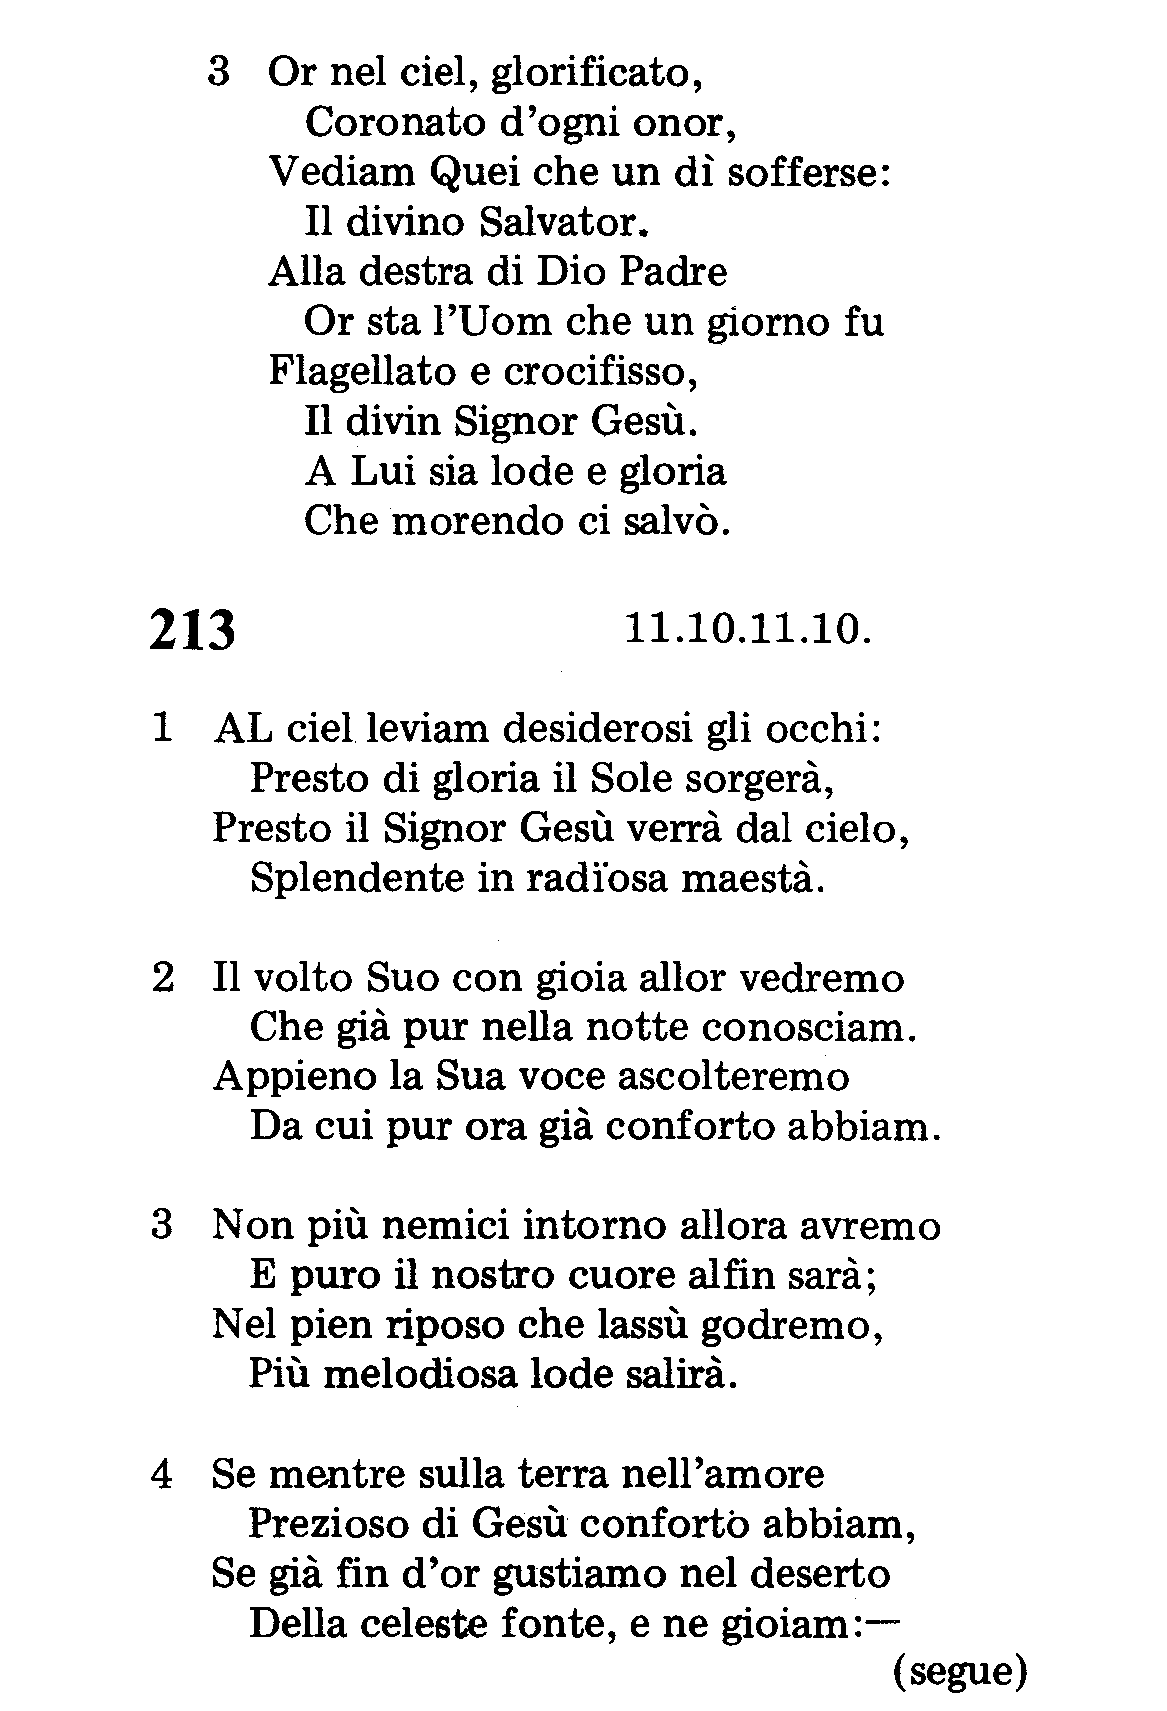 3 Or nel ciel, glorificato,
Coronato d'ogni onor,
Vediam Quei che un dì sofferse:
Il divino Salvator.
Alla destra di Dio Padre
Or sta l'Uom che un giorno fu
Flagellato e crocifisso,
Il divin Signor Gesù.
A Lui sia lode e gloria
Che morendo ci salvò.
213 11.10.11.10.
1 AL ciel leviam desiderosi gli occhi:
Presto di gloria il Sole sorgerà,
Presto il Signor Gesù verrà dal cielo,
Splendente in radïosa maestà.
2 Il volto Suo con gioia allor vedremo
Che già pur nella notte conosciam.
Appieno la Sua voce ascolteremo
Da cui pur ora già conforto abbiam.
3 Non più nemici intorno allora avremo
E puro il nostro cuore alfin sarà;
Nel pien riposo che lassù godremo,
Più melodiosa lode salirà.
4 Se mentre sulla terra nell'amore
Prezioso di Gesù conforto abbiam,
Se già fin d'or gustiamo nel deserto
Della celeste fonte, e ne gioiam:—
(segue)